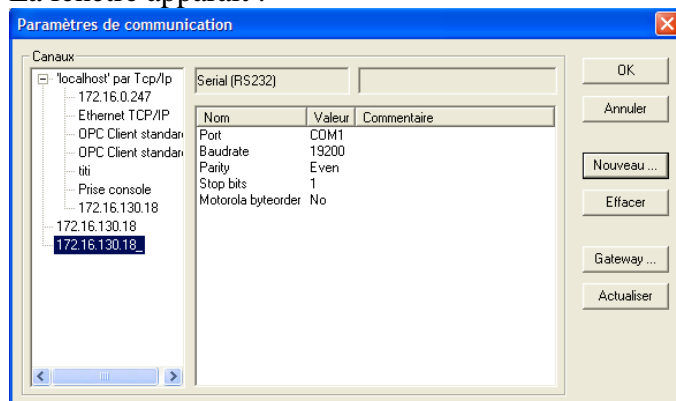 La fenêtre apparaît :
Paramètres de communication
Canaux
'localhost' par Tcp/Ip
172.16.0.247
Ethernet TCP/IP
OPC Client standar
OPC Client standar
titi
Prise console
172.16.130.18
172.16.130.18
172.16.130.18_
Serial (RS232)
Nom Valeur Commentaire
Port COM1
Baudrate 19200
Parity Even
Stop bits 1
Motorola byteorder No
OK
Annuler
Nouveau ...
Effacer
Gateway ...
Actualiser